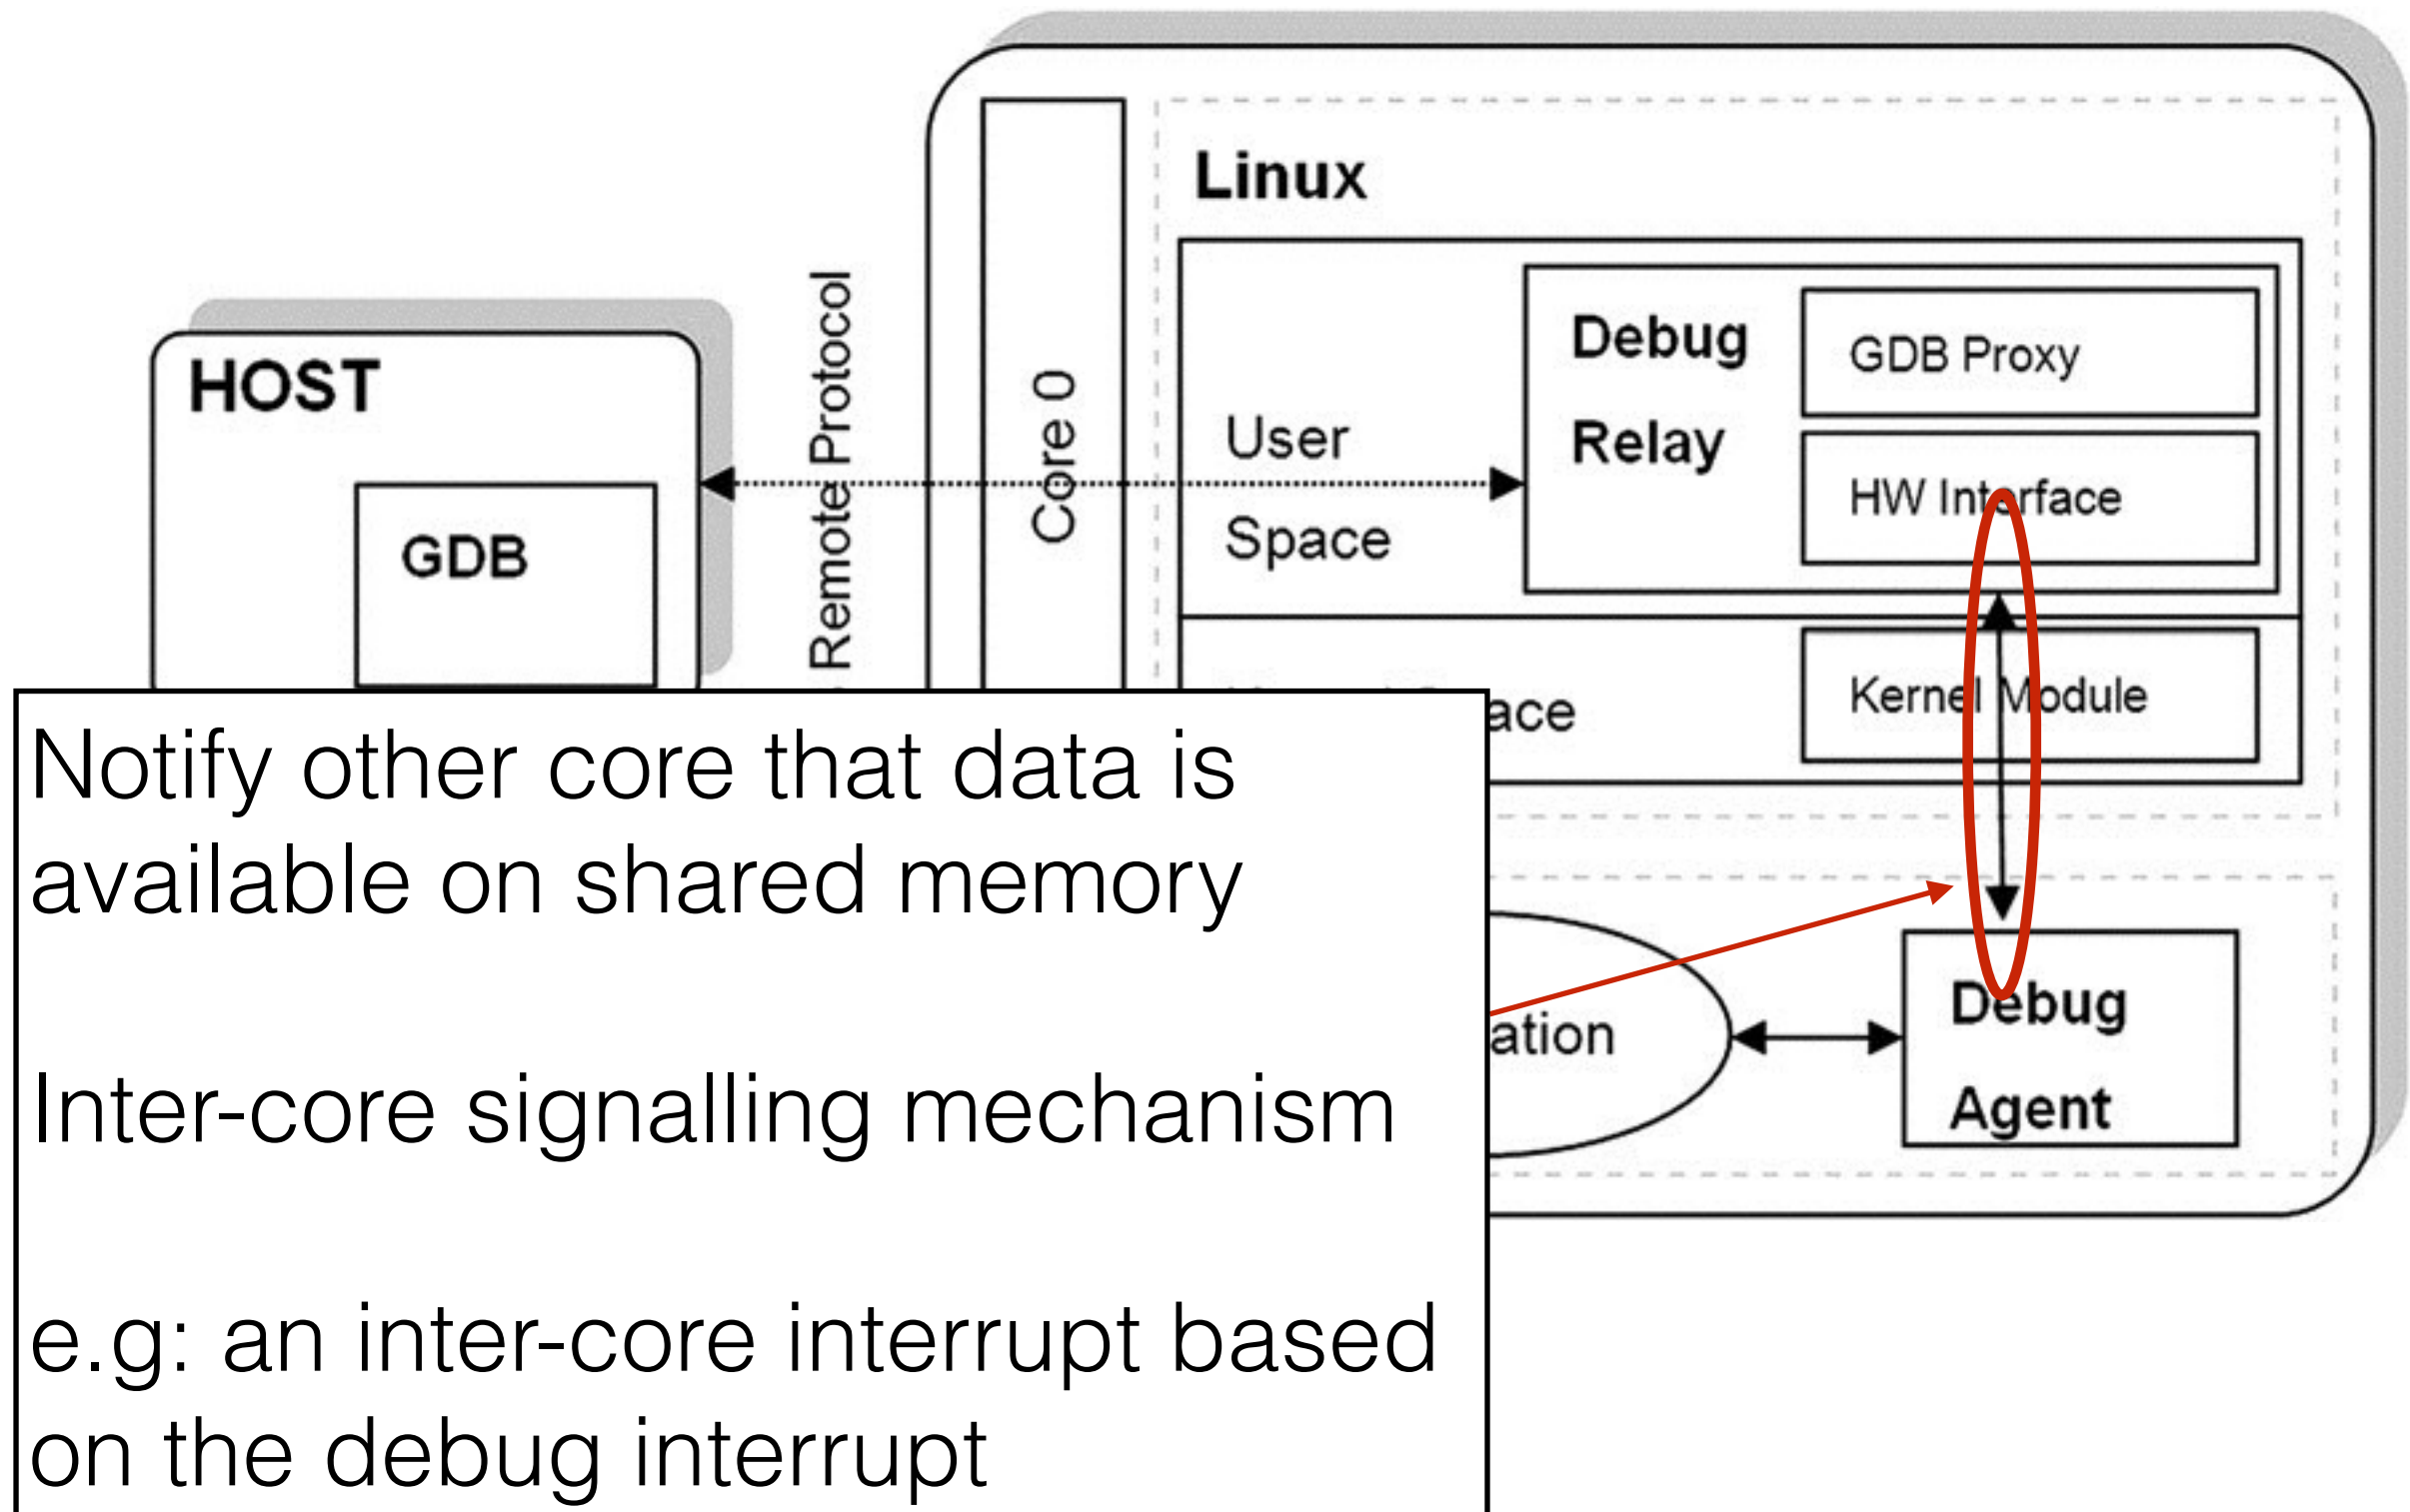 Linux
HOST
GDB
Remote Protocol
Core 0
User
Space
Debug
Relay
GDB Proxy
HW Interface
ace
Kernel Module
ation
Debug
Agent
Notify other core that data is
available on shared memory
Inter-core signalling mechanism
e.g: an inter-core interrupt based
on the debug interrupt